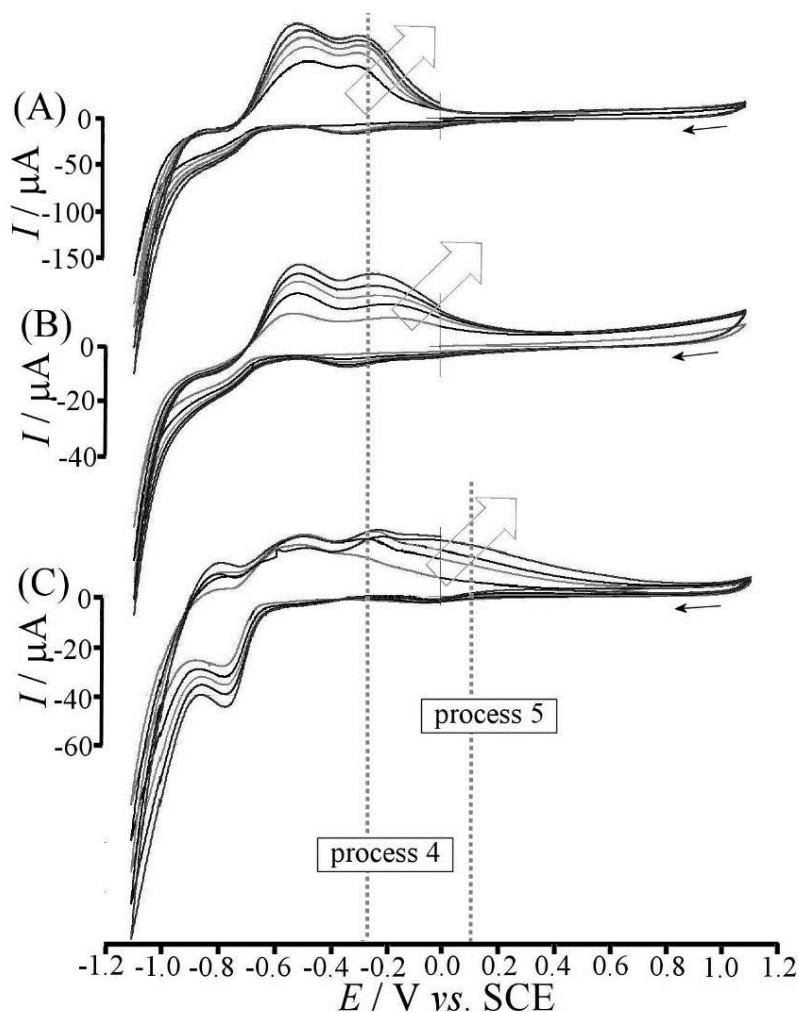 (A)
I / µA
0
-50
-100
-150
(B)
I / µA
0
-20
-40
(C)
I / µA
0
-20
-40
-60
process 5
process 4
-1.2 -1.0 -0.8 -0.6 -0.4 -0.2 0.0 0.2 0.4 0.6 0.8 1.0 1.2
E / V vs. SCE